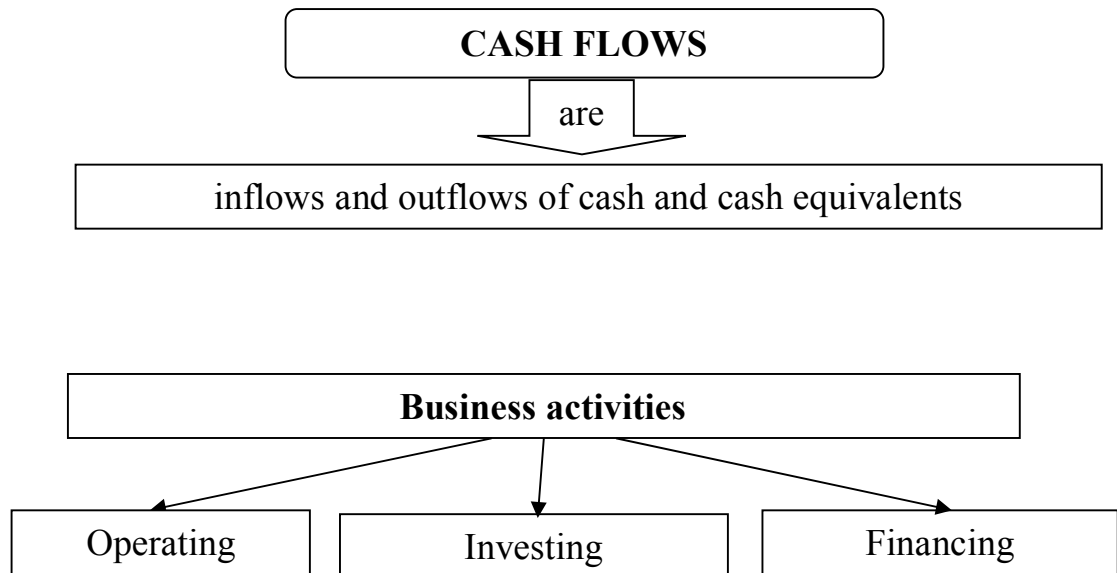 CASH FLOWS
are
inflows and outflows of cash and cash equivalents
Business activities
Operating
Investing
Financing